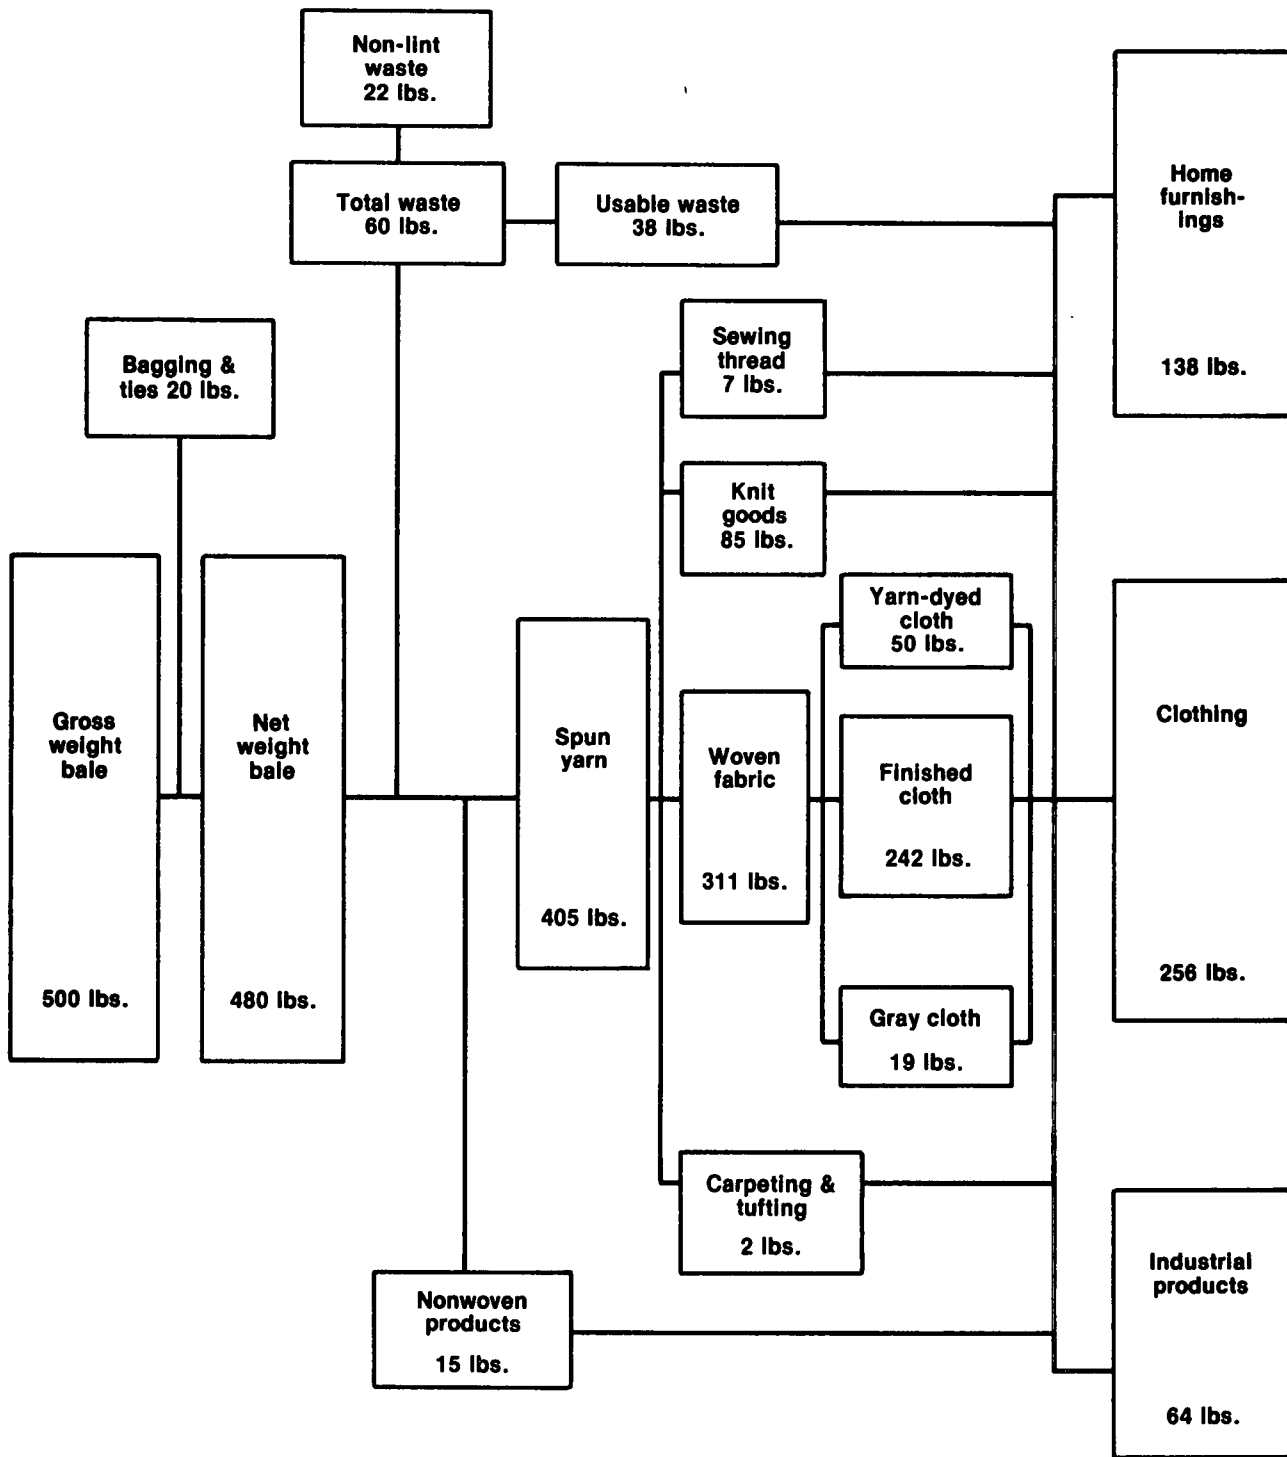 Non-lint
waste
22 lbs.
Total waste
60 lbs.
Usable waste
38 lbs.
Home
furnish-
ings
138 lbs.
Bagging &
ties 20 lbs.
Sewing
thread
7 lbs.
Knit
goods
85 lbs.
Gross
weight
bale
500 lbs.
Net
weight
bale
480 lbs.
Spun
yarn
405 lbs.
Woven
fabric
311 lbs.
Yarn-dyed
cloth
50 lbs.
Finished
cloth
242 lbs.
Gray cloth
19 lbs.
Clothing
256 lbs.
Carpeting &
tufting
2 lbs.
Nonwoven
products
15 lbs.
Industrial
products
64 lbs.